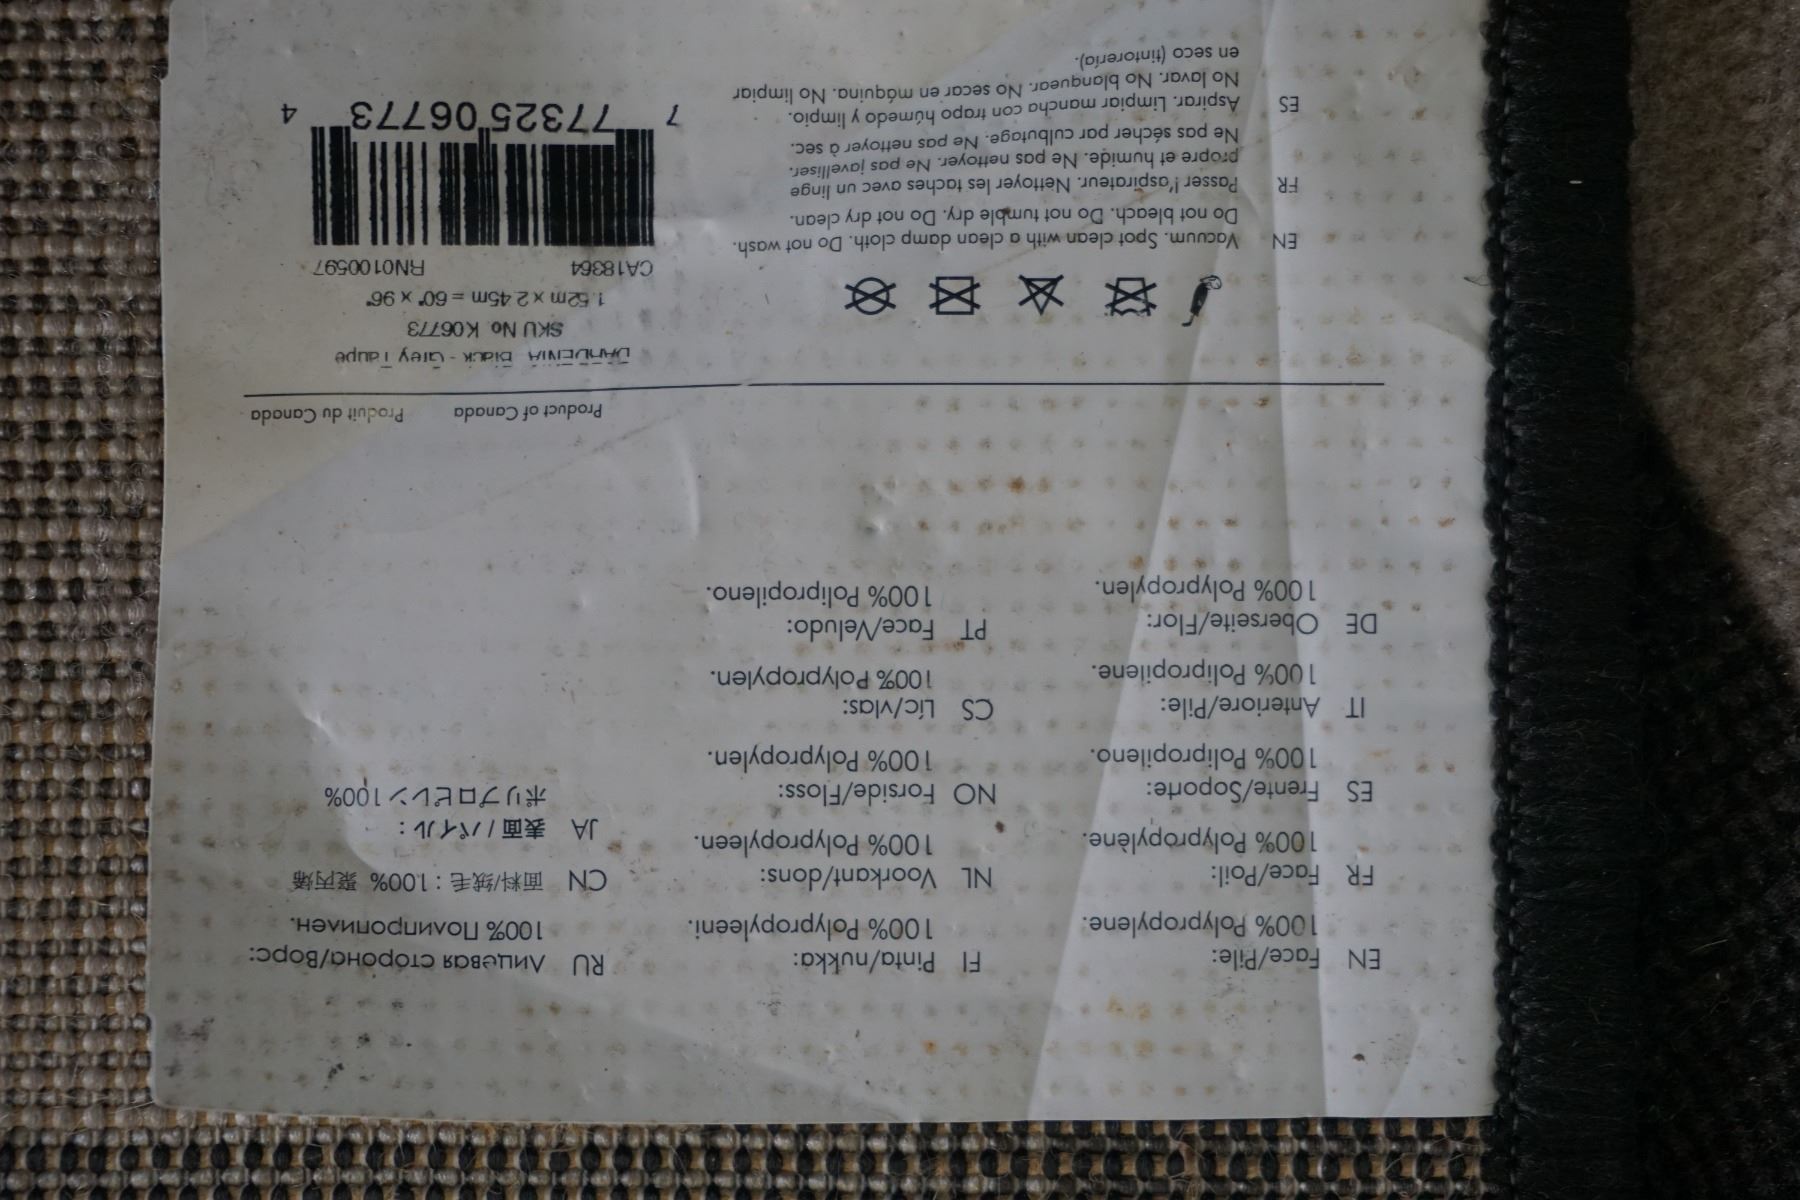 EN Face/Pile:
100% Polypropylene.
FR Face/Poil:
100% Polypropylène.
ES Frente/Soporte:
100% Polipropileno.
IT Anteriore/Pile:
100% Polipropilene.
DE Oberseite/Flor:
100% Polypropylen.
FI Pinta/nukka:
100% Polypropyleeni.
NL Voorkant/dons:
100% Polypropyleen.
NO Forside/Floss:
100% Polypropylen.
CS Líc/vlas:
100% Polypropylen.
PT Face/Veludo:
100% Polipropileno.
RU Лицевая сторона/Ворс:
100% Полипропилен.
CN 面料/绒毛：100% 聚丙烯
JA 表面 / パイル：
ポリプロピレン 100%
Product of Canada Produit du Canada
Black - Grey Taupe
SKU No K06773
1.52m x 2.45m = 60" x 96"
CA18364 RN0100597
7 77325 06773 4
EN Vacuum. Spot clean with a clean damp cloth. Do not wash.
Do not bleach. Do not tumble dry. Do not dry clean.
FR Passer l'aspirateur. Nettoyer les taches avec un linge
propre et humide. Ne pas nettoyer. Ne pas javelliser.
Ne pas sécher par culbutage. Ne pas nettoyer à sec.
ES Aspirar. Limpiar mancha con trapo húmedo y limpio.
No lavar. No blanquear. No secar en máquina. No limpiar
en seco (tintorería).